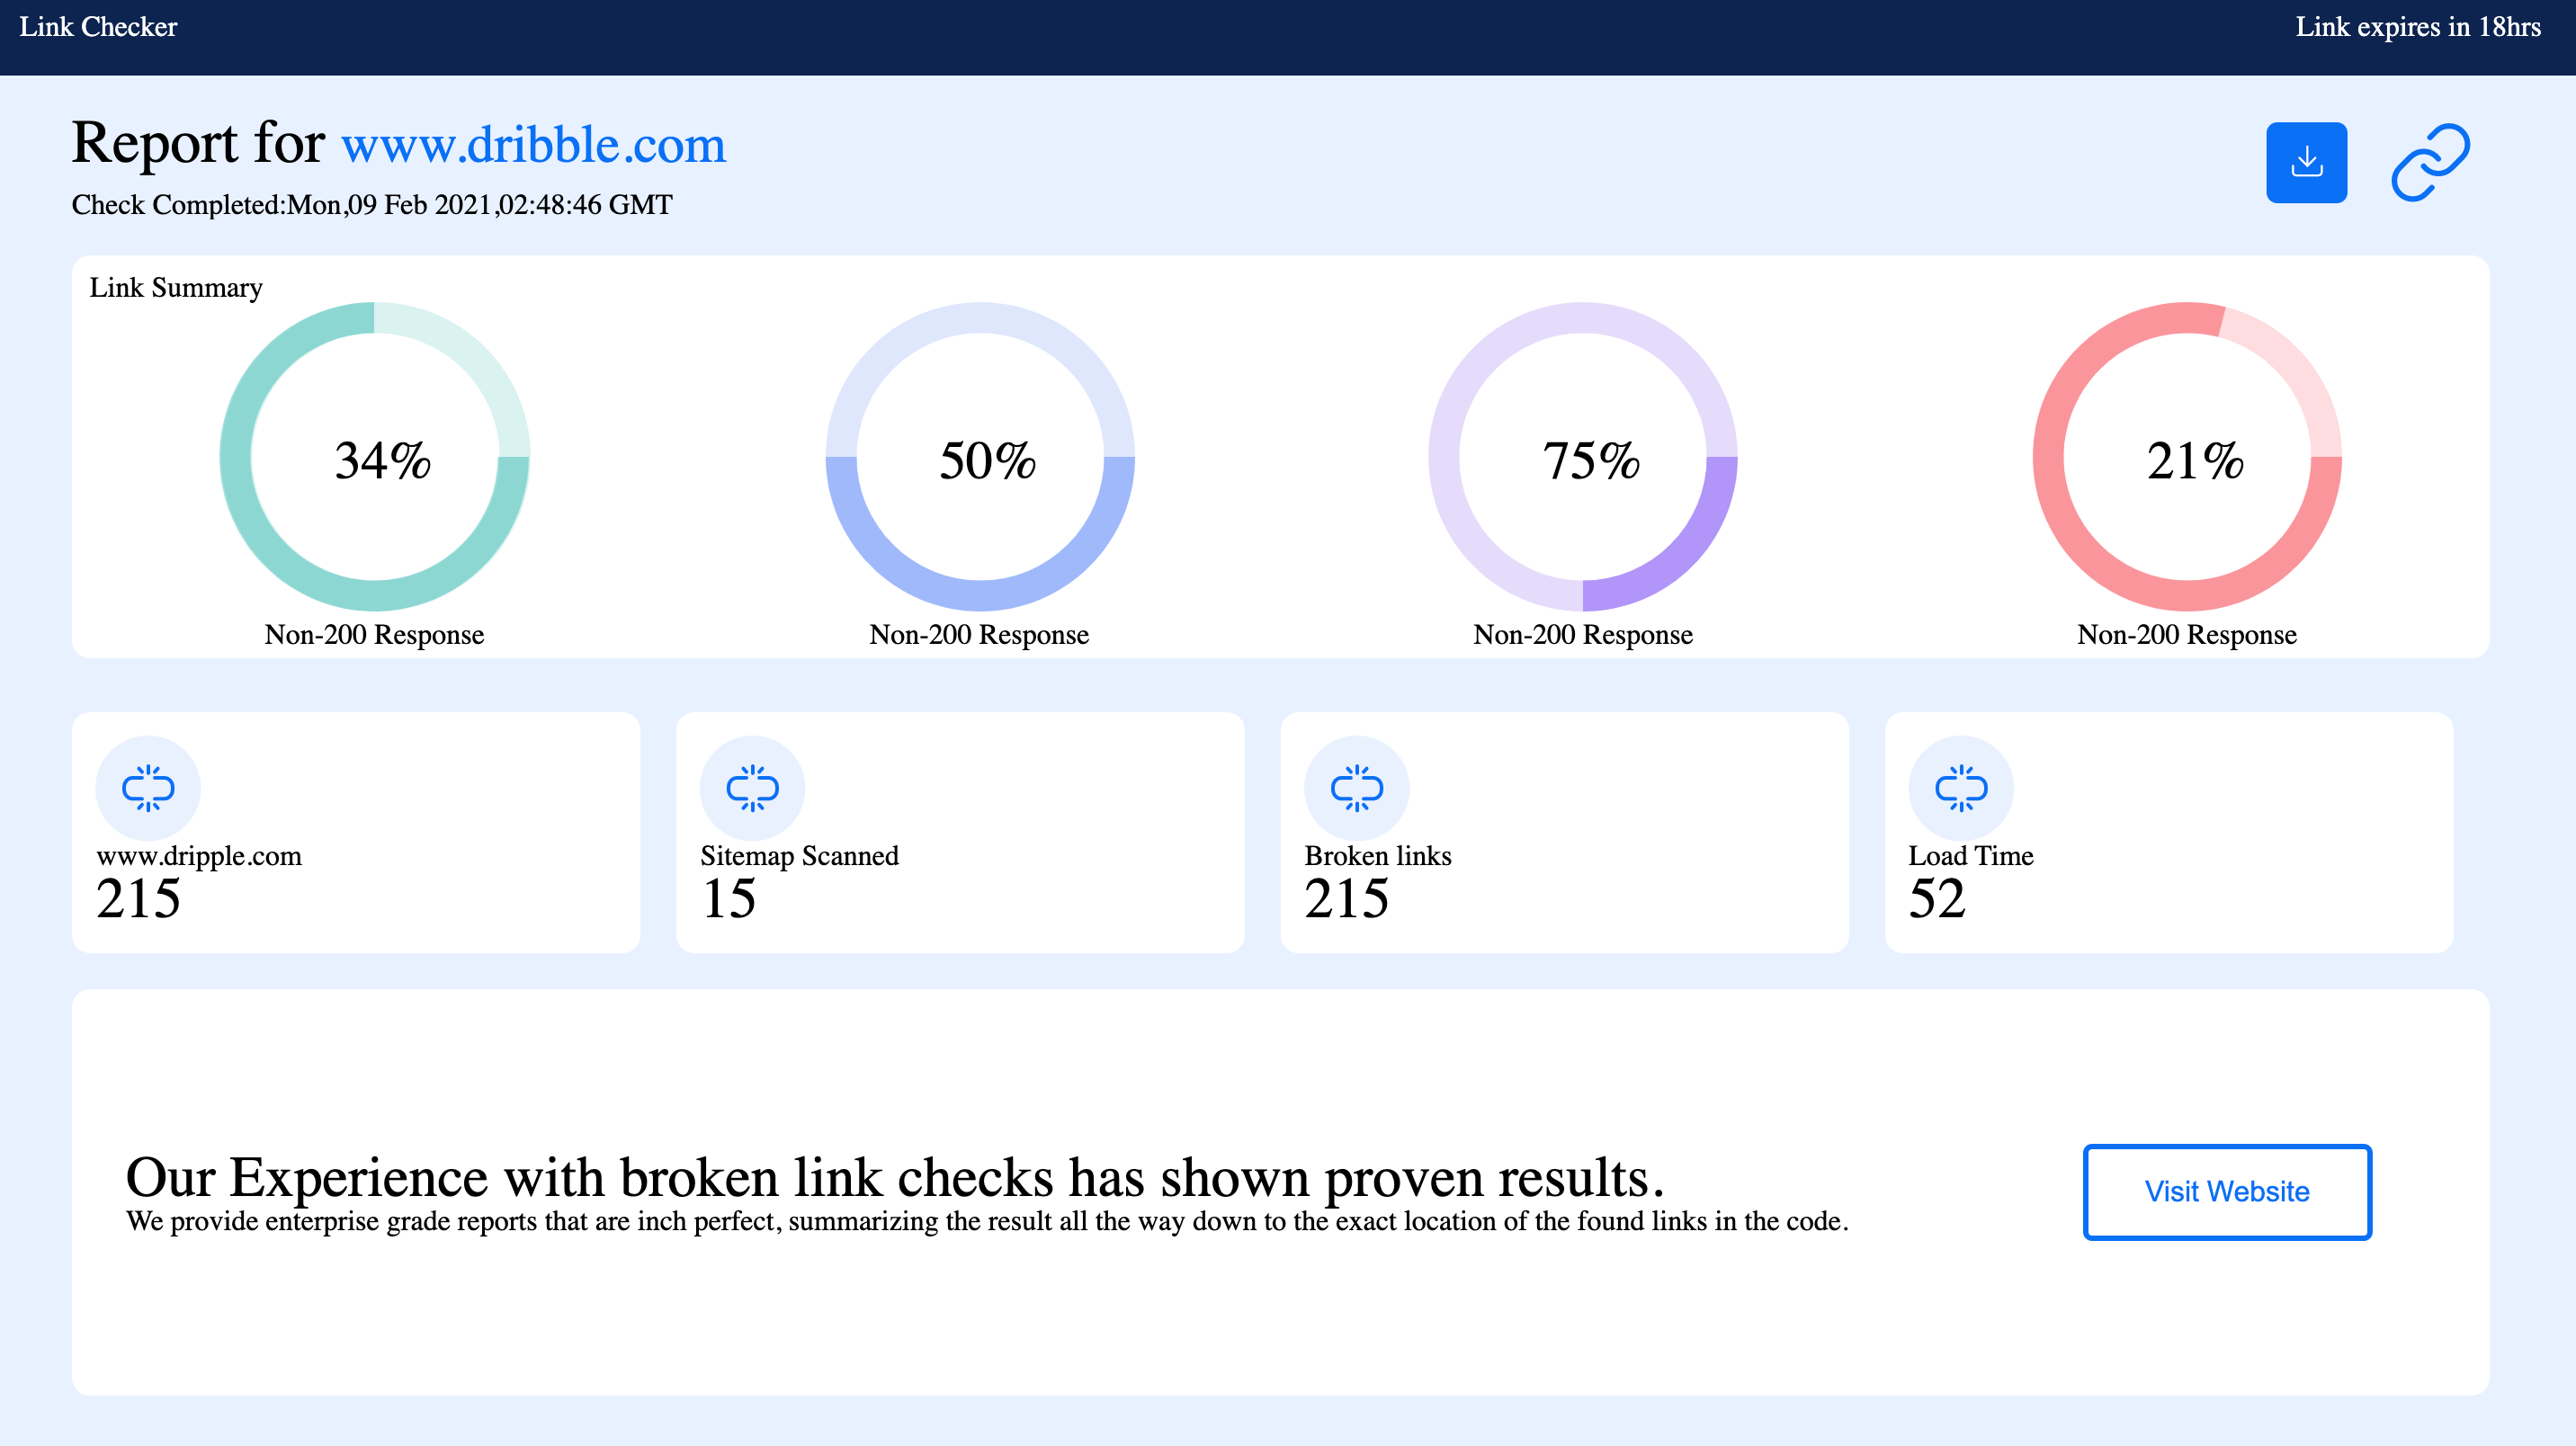 Link Checker
Link expires in 18hrs
Report for www.dribble.com
Check Completed:Mon,09 Feb 2021,02:48:46 GMT
Link Summary
34%
50%
75%
21%
Non-200 Response
Non-200 Response
Non-200 Response
Non-200 Response
www.dripple.com
215
Sitemap Scanned
15
Broken links
215
Load Time
52
Our Experience with broken link checks has shown proven results.
We provide enterprise grade reports that are inch perfect, summarizing the result all the way down to the exact location of the found links in the code.
Visit Website